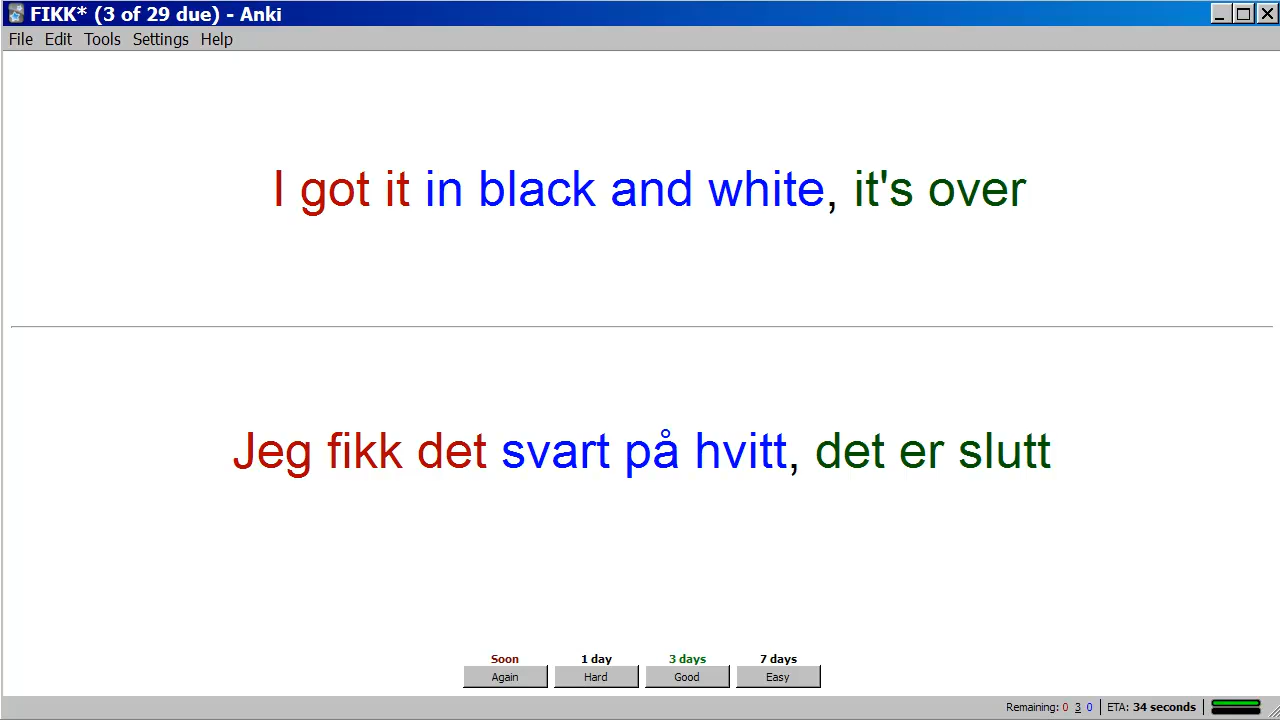 FIKK* (3 of 29 due) - Anki
File Edit Tools Settings Help
I got it in black and white, it's over
Jeg fikk det svart på hvitt, det er slutt
Soon 1 day 3 days 7 days
Again Hard Good Easy
Remaining: 0 3 0 ETA: 34 seconds